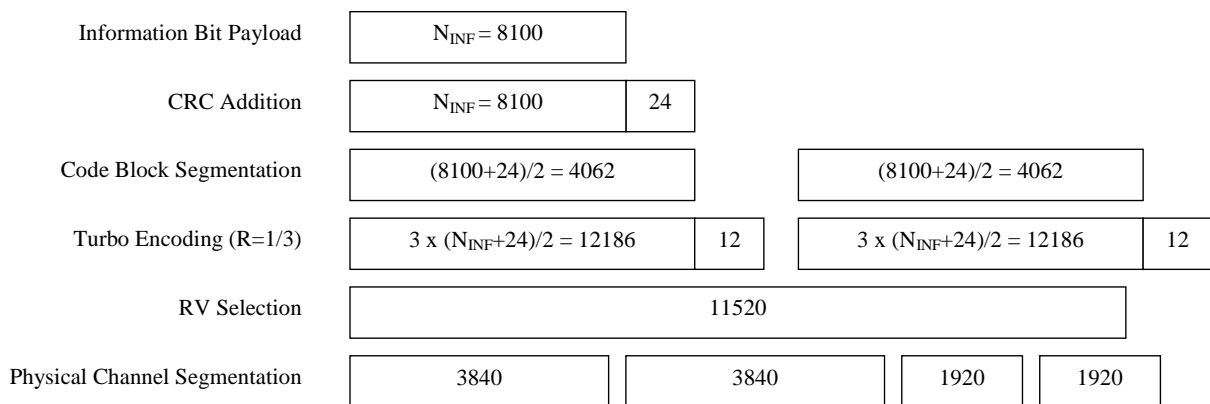 Information Bit Payload N_INF = 8100
CRC Addition N_INF = 8100 24
Code Block Segmentation (8100+24)/2 = 4062 (8100+24)/2 = 4062
Turbo Encoding (R=1/3) 3 x (N_INF+24)/2 = 12186 12 3 x (N_INF+24)/2 = 12186 12
RV Selection 11520
Physical Channel Segmentation 3840 3840 1920 1920